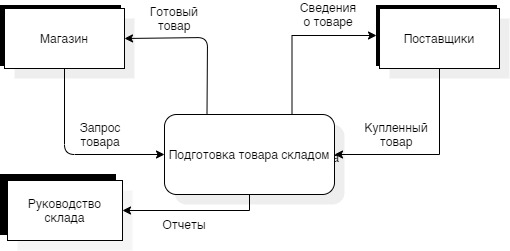 Готовый
товар
Сведения
о товаре
Магазин
Поставщики
Запрос
товара
Купленный
товар
Подготовка товара складом
Руководство
склада
Отчеты